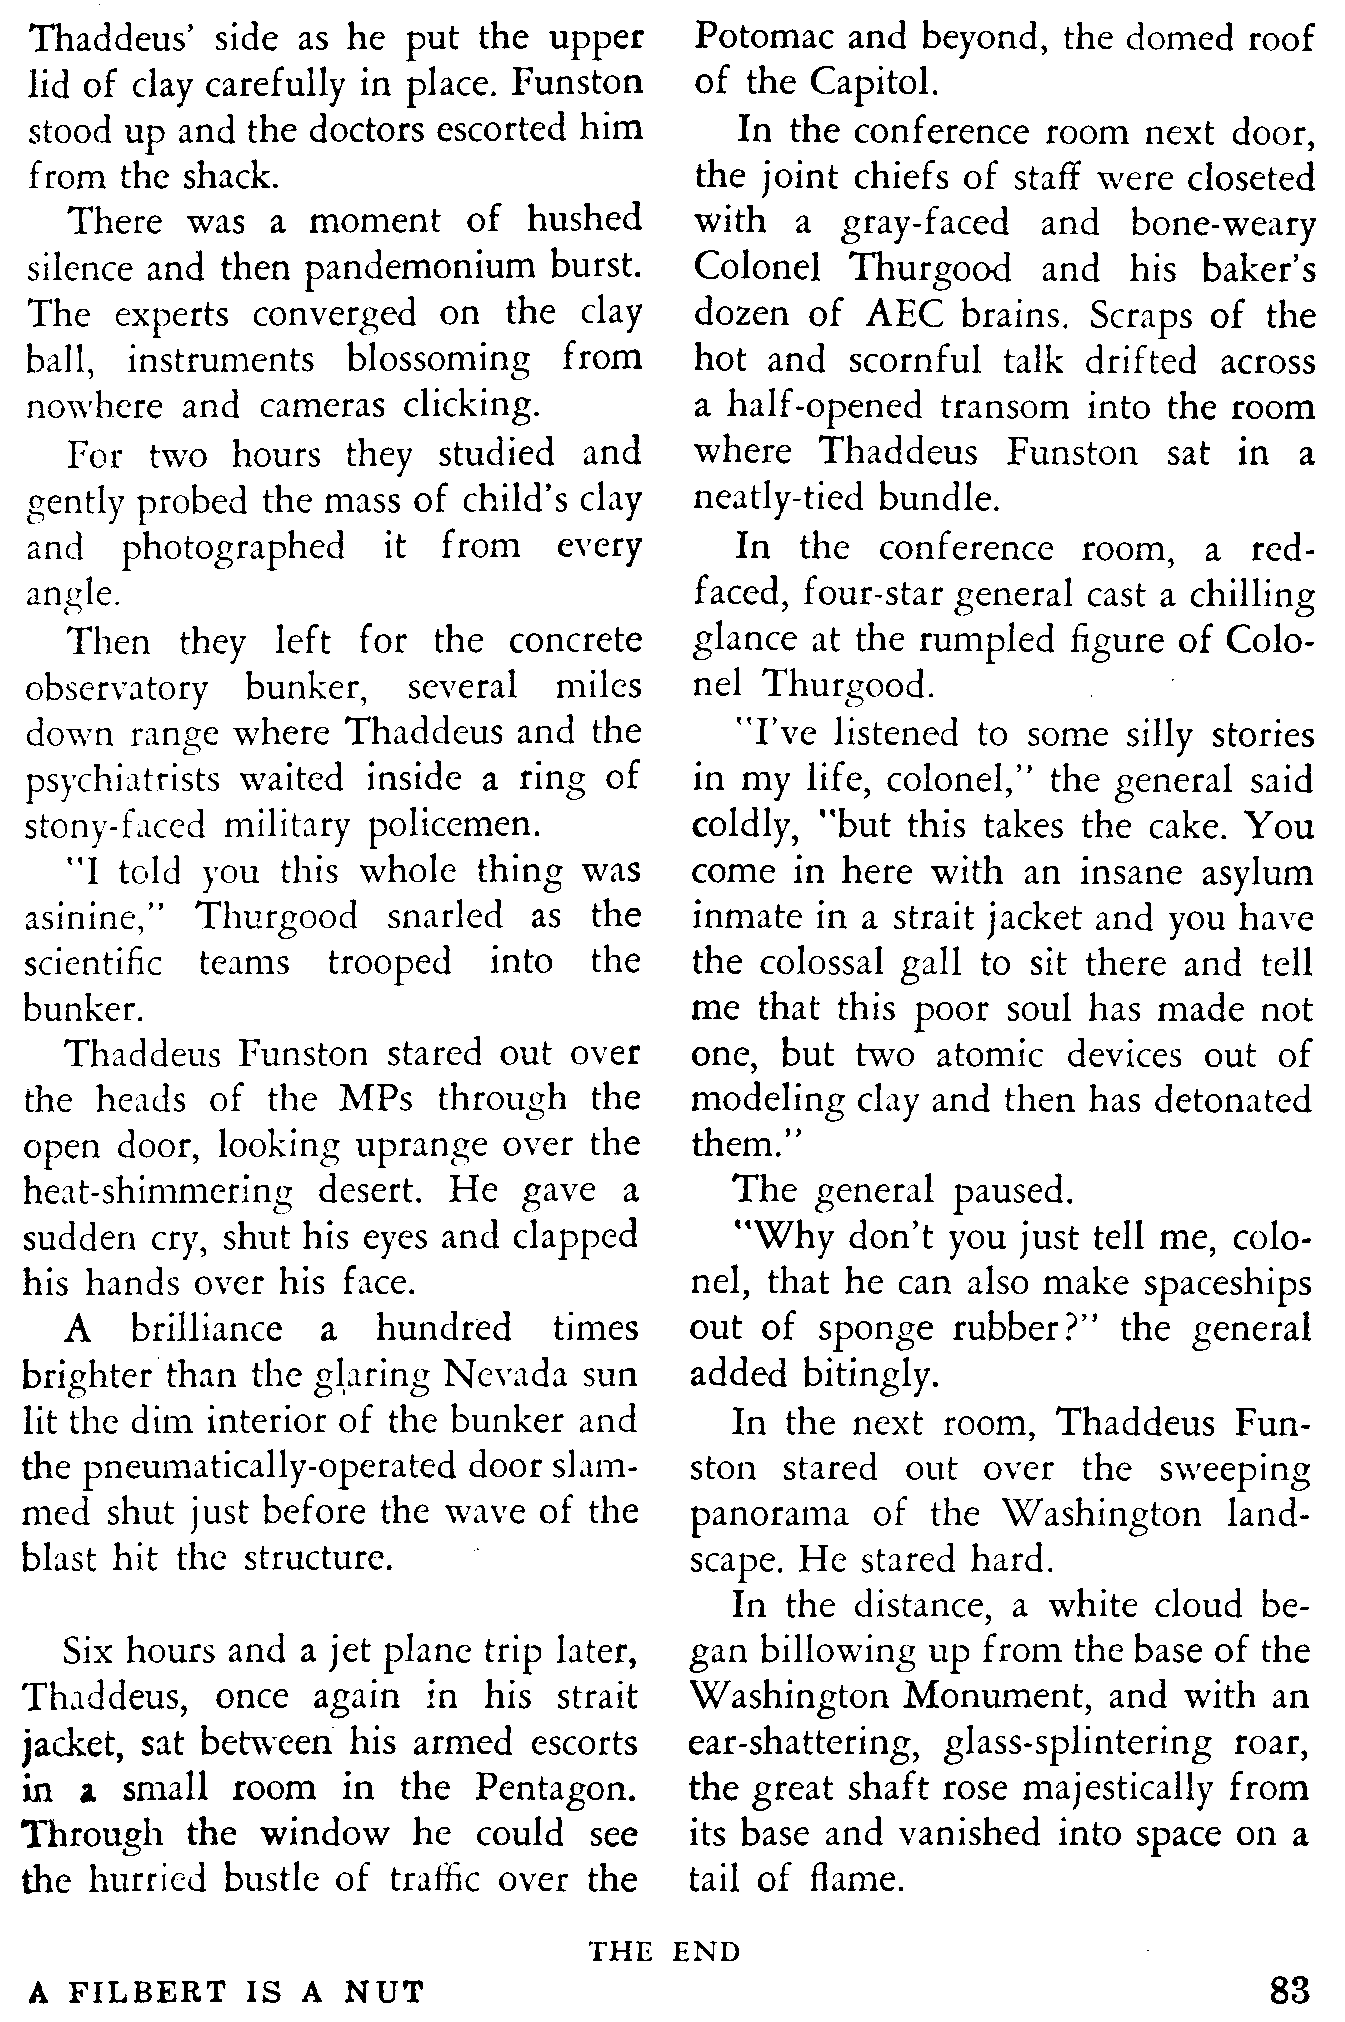 Thaddeus' side as he put the upper
lid of clay carefully in place. Funston
stood up and the doctors escorted him
from the shack.
There was a moment of hushed
silence and then pandemonium burst.
The experts converged on the clay
ball, instruments blossoming from
nowhere and cameras clicking.
For two hours they studied and
gently probed the mass of child's clay
and photographed it from every
angle.
Then they left for the concrete
observatory bunker, several miles
down range where Thaddeus and the
psychiatrists waited inside a ring of
stony-faced military policemen.
"I told you this whole thing was
asinine," Thurgood snarled as the
scientific teams trooped into the
bunker.
Thaddeus Funston stared out over
the heads of the MPs through the
open door, looking uprange over the
heat-shimmering desert. He gave a
sudden cry, shut his eyes and clapped
his hands over his face.
A brilliance a hundred times
brighter than the glaring Nevada sun
lit the dim interior of the bunker and
the pneumatically-operated door slam-
med shut just before the wave of the
blast hit the structure.
Six hours and a jet plane trip later,
Thaddeus, once again in his strait
jacket, sat between his armed escorts
in a small room in the Pentagon.
Through the window he could see
the hurried bustle of traffic over the
Potomac and beyond, the domed roof
of the Capitol.
In the conference room next door,
the joint chiefs of staff were closeted
with a gray-faced and bone-weary
Colonel Thurgood and his baker's
dozen of AEC brains. Scraps of the
hot and scornful talk drifted across
a half-opened transom into the room
where Thaddeus Funston sat in a
neatly-tied bundle.
In the conference room, a red-
faced, four-star general cast a chilling
glance at the rumpled figure of Colo-
nel Thurgood.
"I've listened to some silly stories
in my life, colonel," the general said
coldly, "but this takes the cake. You
come in here with an insane asylum
inmate in a strait jacket and you have
the colossal gall to sit there and tell
me that this poor soul has made not
one, but two atomic devices out of
modeling clay and then has detonated
them."
The general paused.
"Why don't you just tell me, colo-
nel, that he can also make spaceships
out of sponge rubber?" the general
added bitingly.
In the next room, Thaddeus Fun-
ston stared out over the sweeping
panorama of the Washington land-
scape. He stared hard.
In the distance, a white cloud be-
gan billowing up from the base of the
Washington Monument, and with an
ear-shattering, glass-splintering roar,
the great shaft rose majestically from
its base and vanished into space on a
tail of flame.
THE END
A FILBERT IS A NUT
83